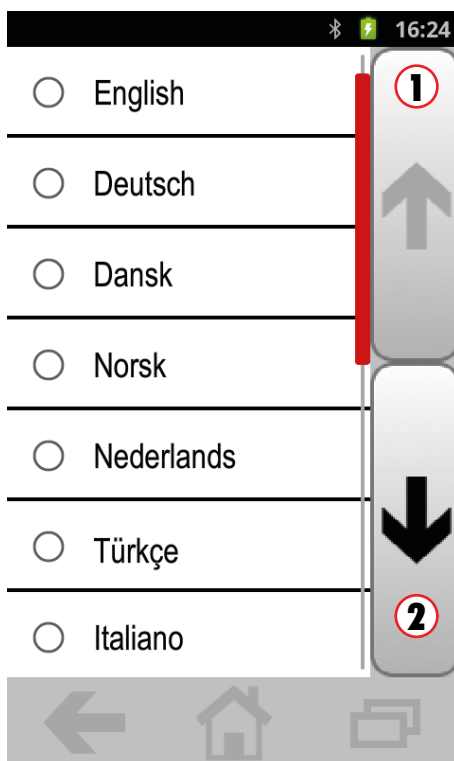 16:24
English
1
Deutsch
Dansk
Norsk
Nederlands
Türkçe
2
Italiano